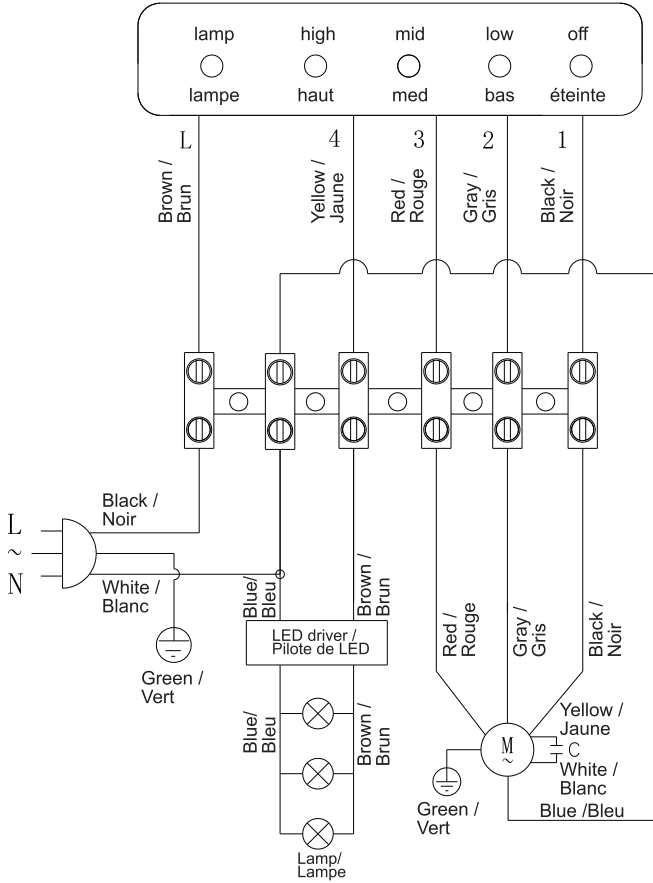 lamp high mid low off
lampe haut med bas éteinte
L 4 3 2 1
Brown /
Brun
Yellow /
Jaune
Red /
Rouge
Gray /
Gris
Black /
Noir
L
~
N
Black /
Noir
White /
Blanc
Green /
Vert
Blue/
Bleu
Brown /
Brun
LED driver /
Pilote de LED
Blue/
Bleu
Brown /
Brun
Lamp/
Lampe
Red /
Rouge
Gray /
Gris
Black /
Noir
M
~
Yellow /
Jaune
C
White /
Blanc
Green /
Vert
Blue /Bleu